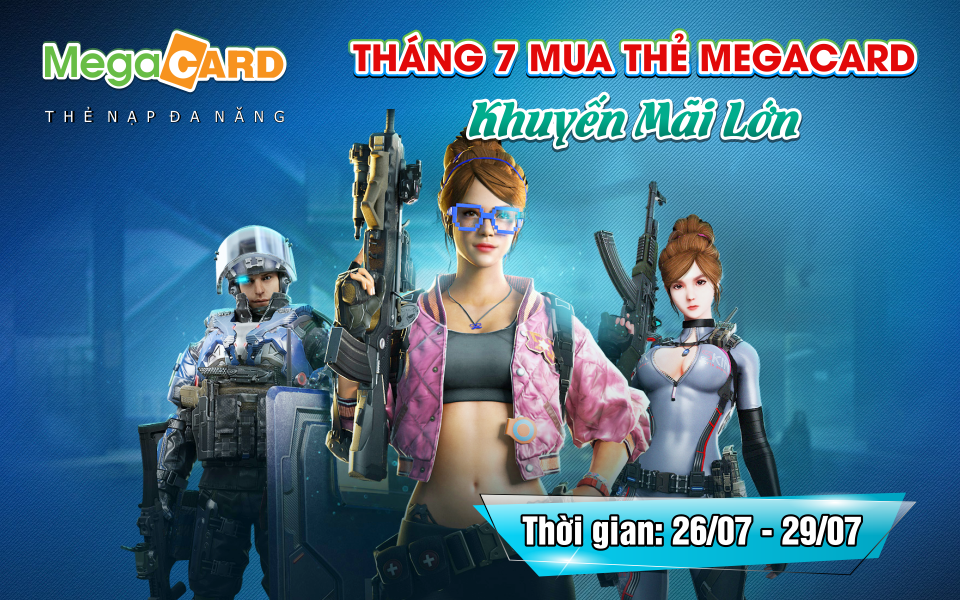 MegaCARD
THẺ NẠP ĐA NĂNG
THÁNG 7 MUA THẺ MEGACARD
Khuyến Mãi Lớn
Thời gian: 26/07 - 29/07